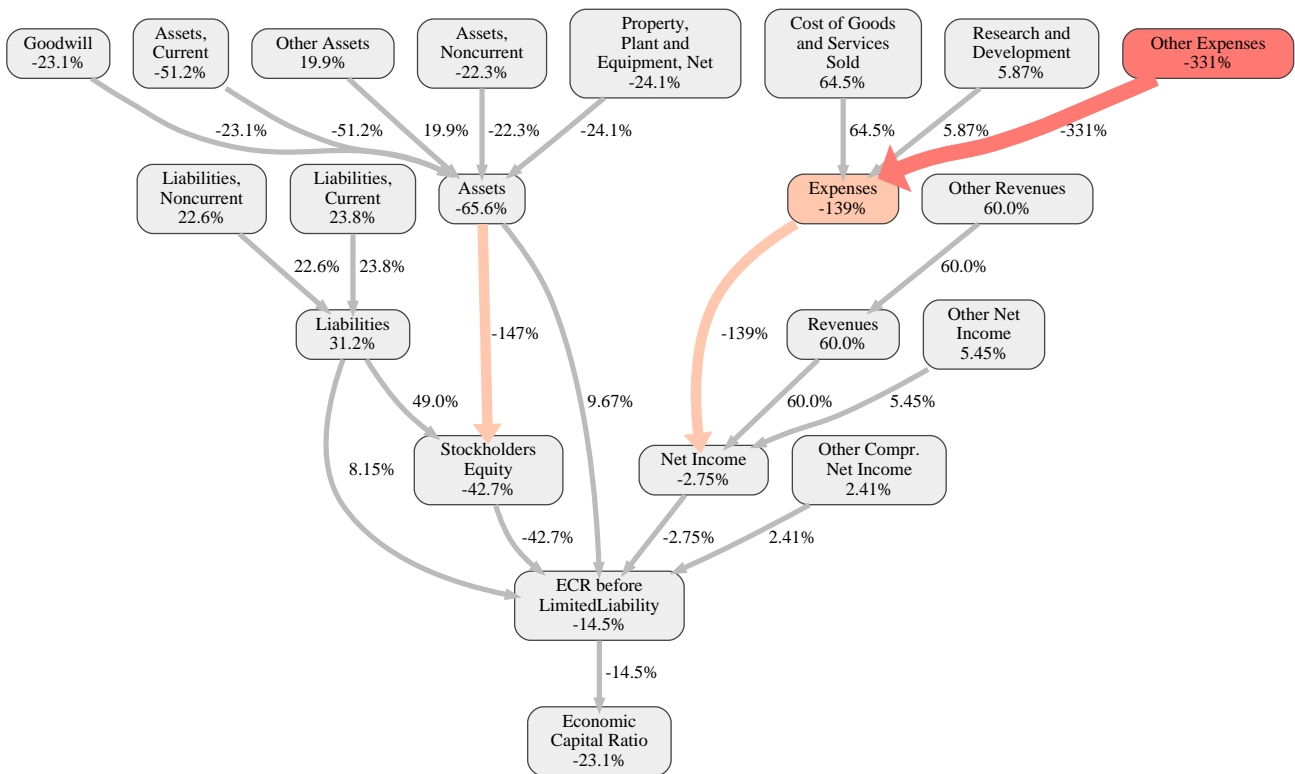 Goodwill
-23.1%
Assets,
Current
-51.2%
Other Assets
19.9%
Assets,
Noncurrent
-22.3%
Property,
Plant and
Equipment, Net
-24.1%
Cost of Goods
and Services
Sold
64.5%
Research and
Development
5.87%
Other Expenses
-331%
-23.1%
-51.2%
19.9%
-22.3%
-24.1%
64.5%
5.87%
-331%
Liabilities,
Noncurrent
22.6%
Liabilities,
Current
23.8%
Assets
-65.6%
Expenses
-139%
Other Revenues
60.0%
22.6%
23.8%
60.0%
Liabilities
31.2%
-147%
-139%
Revenues
60.0%
Other Net
Income
5.45%
49.0%
9.67%
60.0%
5.45%
8.15%
Stockholders
Equity
-42.7%
Net Income
-2.75%
Other Compr.
Net Income
2.41%
-42.7%
-2.75%
2.41%
ECR before
LimitedLiability
-14.5%
-14.5%
Economic
Capital Ratio
-23.1%